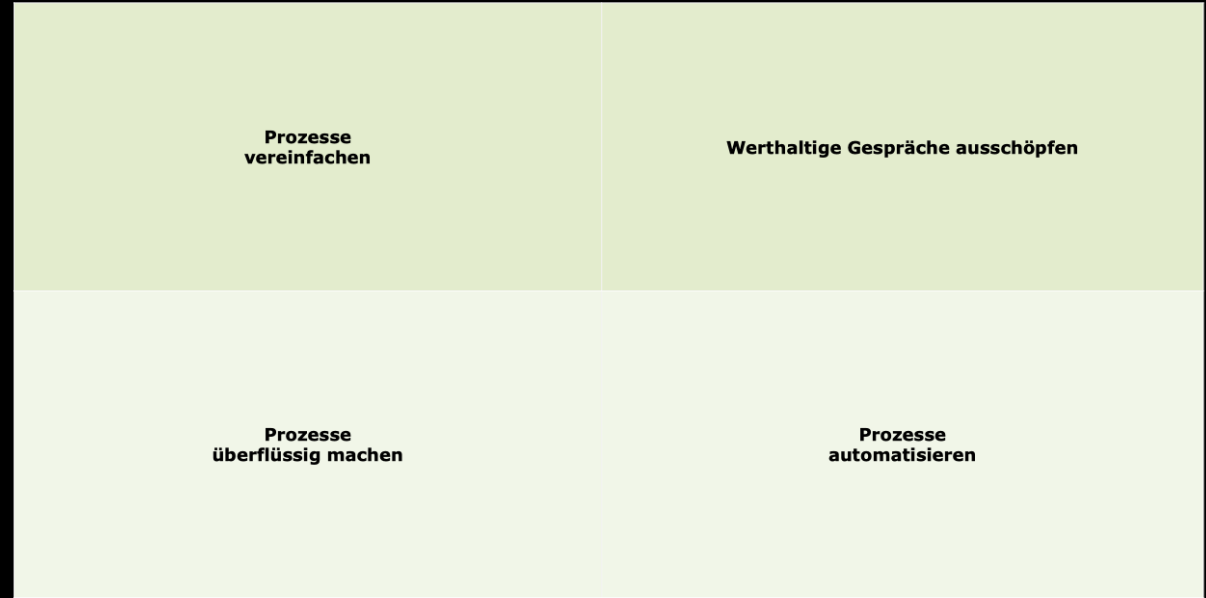 Prozesse
vereinfachen
Werthaltige Gespräche ausschöpfen
Prozesse
überflüssig machen
Prozesse
automatisieren